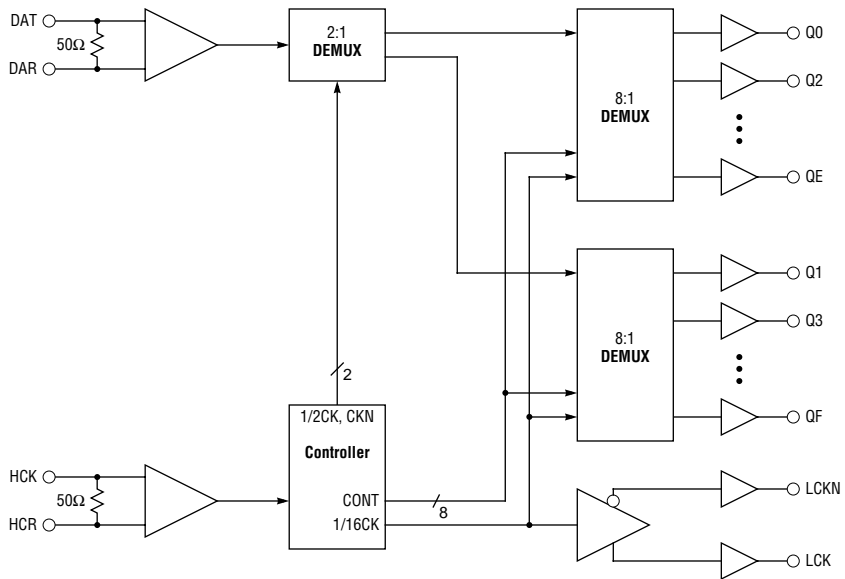 DAT
50Ω
DAR
2:1
DEMUX
8:1
DEMUX
Q0
Q2
QE
8:1
DEMUX
Q1
Q3
QF
2
1/2CK, CKN
Controller
CONT
1/16CK
8
HCK
50Ω
HCR
LCKN
LCK